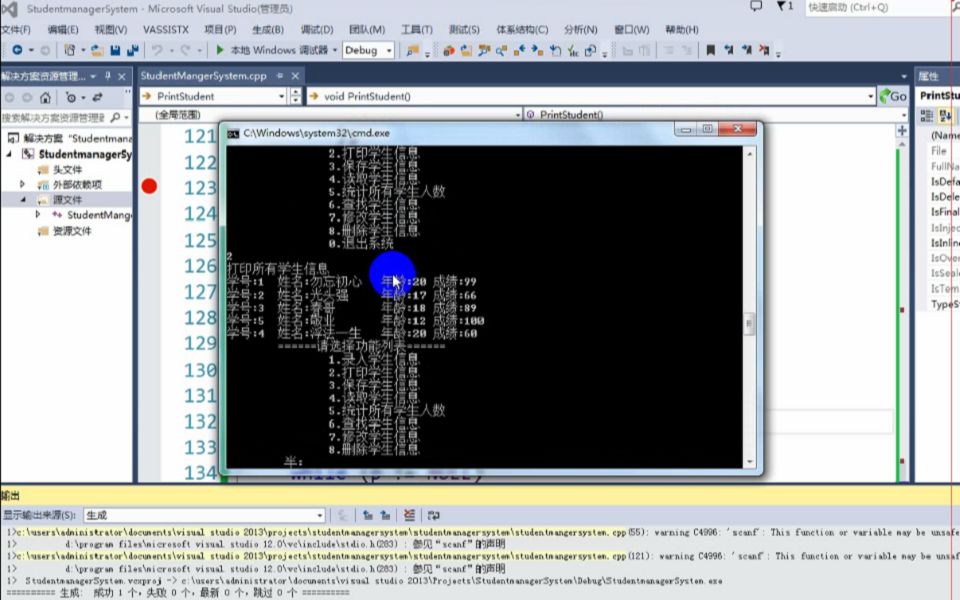 StudentmanagerSystem - Microsoft Visual Studio(管理员)
快速启动 (Ctrl+Q)
文件(F) 编辑(E) 视图(V) VASSISTX 项目(P) 生成(B) 调试(D) 团队(M) 工具(T) 测试(S) 体系结构(C) 分析(N) 窗口(W) 帮助(H)
本地 Windows 调试器 Debug
解决方案资源管理...
StudentMangerSystem.cpp
属性
PrintStudent
void PrintStudent()
Go
PrintStu
搜索解决方案资源管理器
(全局范围)
PrintStudent()
解决方案 "Studentmana
StudentmanagerSy
头文件
外部依赖项
源文件
StudentMang
资源文件
(Name
File
FullNa
IsDefa
IsDele
IsFinal
IsInjec
IsInlin
IsOver
IsSeale
IsTem
TypeSt
121
122
123
124
125
126
127
128
129
130
131
132
133
134
while (p != NULL)
C:\Windows\system32\cmd.exe
2.打印学生信息
3.保存学生信息
4.读取学生信息
5.统计所有学生人数
6.查找学生信息
7.修改学生信息
8.删除学生信息
0.退出系统
2
打印所有学生信息
学号:1 姓名:勿忘初心 年龄:20 成绩:99
学号:2 姓名:光头强 年龄:17 成绩:66
学号:3 姓名:春哥 年龄:18 成绩:89
学号:5 姓名:敬业 年龄:12 成绩:100
学号:4 姓名:浮法一生 年龄:20 成绩:60
======请选择功能列表======
1.录入学生信息
2.打印学生信息
3.保存学生信息
4.读取学生信息
5.统计所有学生人数
6.查找学生信息
7.修改学生信息
8.删除学生信息
半:
输出
显示输出来源(S): 生成
1>c:\users\administrator\documents\visual studio 2013\projects\studentmanagersystem\studentmanagersystem\studentmangersystem.cpp(55): warning C4996: 'scanf': This function or variable may be unsafe
1> d:\program files\microsoft visual studio 12.0\vc\include\stdio.h(283) : 参见“scanf”的声明
1>c:\users\administrator\documents\visual studio 2013\projects\studentmanagersystem\studentmanagersystem\studentmangersystem.cpp(121): warning C4996: 'scanf': This function or variable may be unsaf
1> d:\program files\microsoft visual studio 12.0\vc\include\stdio.h(283) : 参见“scanf”的声明
1> StudentmanagerSystem.vcxproj -> c:\users\administrator\documents\visual studio 2013\Projects\StudentmanagerSystem\Debug\StudentmanagerSystem.exe
========== 生成: 成功 1 个，失败 0 个，最新 0 个，跳过 0 个 ==========